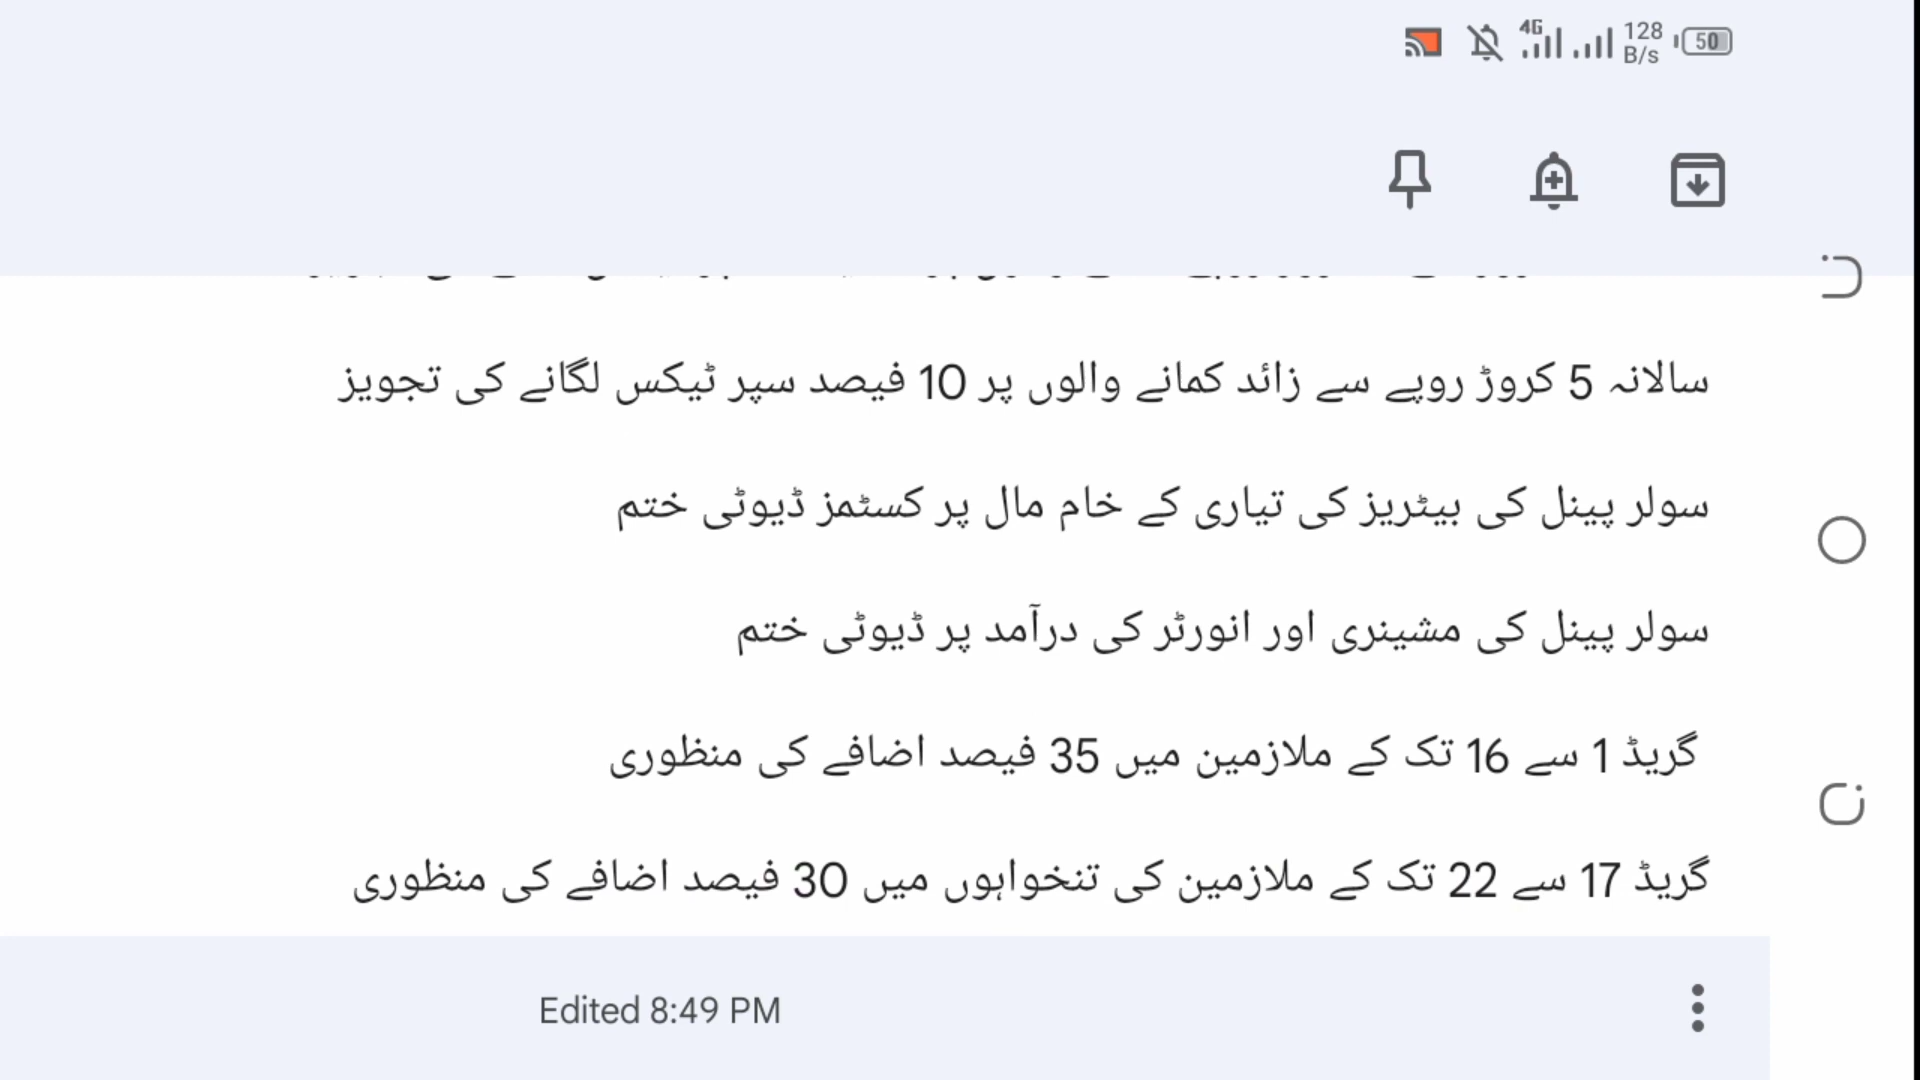 4G
128
B/s
50
سالانہ 5 کروڑ روپے سے زائد کمانے والوں پر 10 فیصد سپر ٹیکس لگانے کی تجویز
سولر پینل کی بیٹریز کی تیاری کے خام مال پر کسٹمز ڈیوٹی ختم
سولر پینل کی مشینری اور انورٹر کی درآمد پر ڈیوٹی ختم
گریڈ 1 سے 16 تک کے ملازمین میں 35 فیصد اضافے کی منظوری
گریڈ 17 سے 22 تک کے ملازمین کی تنخواہوں میں 30 فیصد اضافے کی منظوری
Edited 8:49 PM